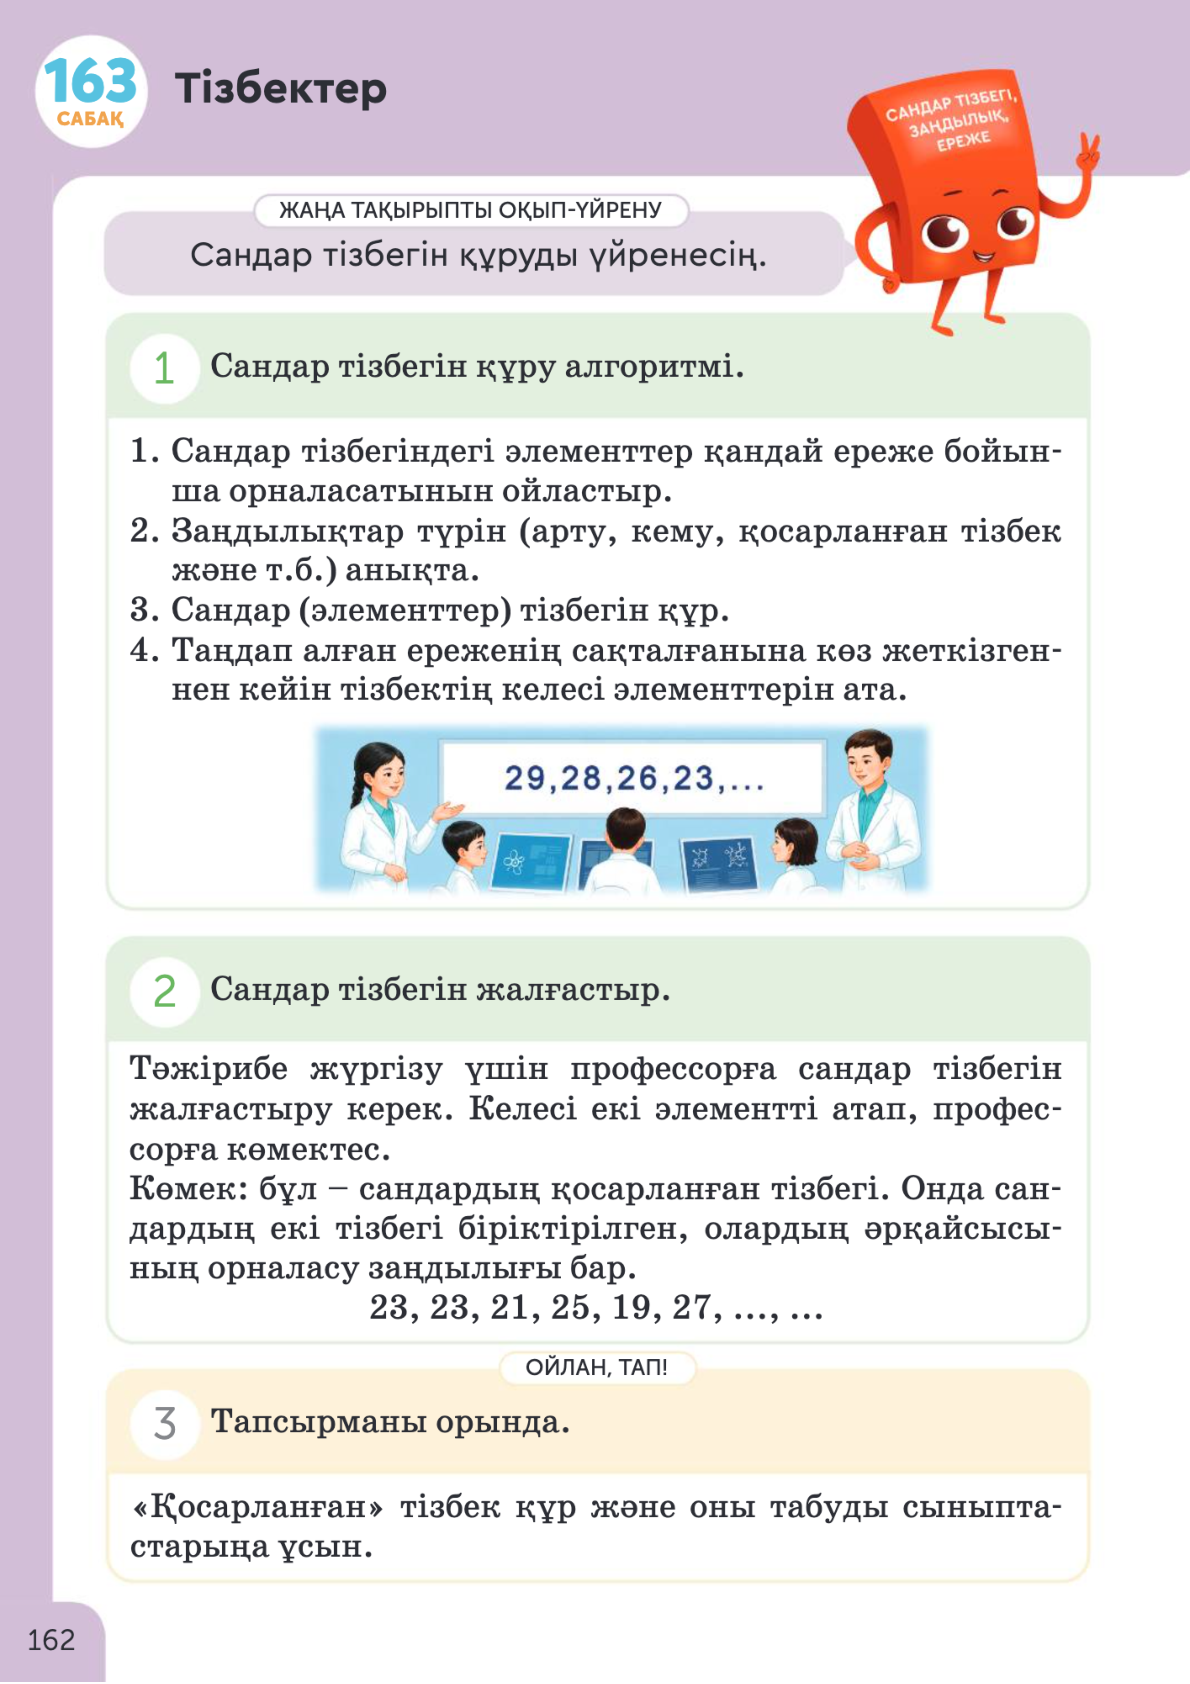 163
САБАҚ
Тізбектер
САНДАР ТІЗБЕГІ,
ЗАҢДЫЛЫҚ,
ЕРЕЖЕ
ЖАҢА ТАҚЫРЫПТЫ ОҚЫП-ҮЙРЕНУ
Сандар тізбегін құруды үйренесің.
1 Сандар тізбегін құру алгоритмі.
1. Сандар тізбегіндегі элементтер қандай ереже бойын-
ша орналасатынын ойластыр.
2. Заңдылықтар түрін (арту, кему, қосарланған тізбек
және т.б.) анықта.
3. Сандар (элементтер) тізбегін құр.
4. Таңдап алған ереженің сақталғанына көз жеткізген-
нен кейін тізбектің келесі элементтерін ата.
29,28,26,23,...
2 Сандар тізбегін жалғастыр.
Тәжірибе жүргізу үшін профессорға сандар тізбегін
жалғастыру керек. Келесі екі элементті атап, профес-
сорға көмектес.
Көмек: бұл – сандардың қосарланған тізбегі. Онда сан-
дардың екі тізбегі біріктірілген, олардың әрқайсысы-
ның орналасу заңдылығы бар.
23, 23, 21, 25, 19, 27, ..., ...
ОЙЛАН, ТАП!
3 Тапсырманы орында.
«Қосарланған» тізбек құр және оны табуды сыныпта-
старыңа ұсын.
162